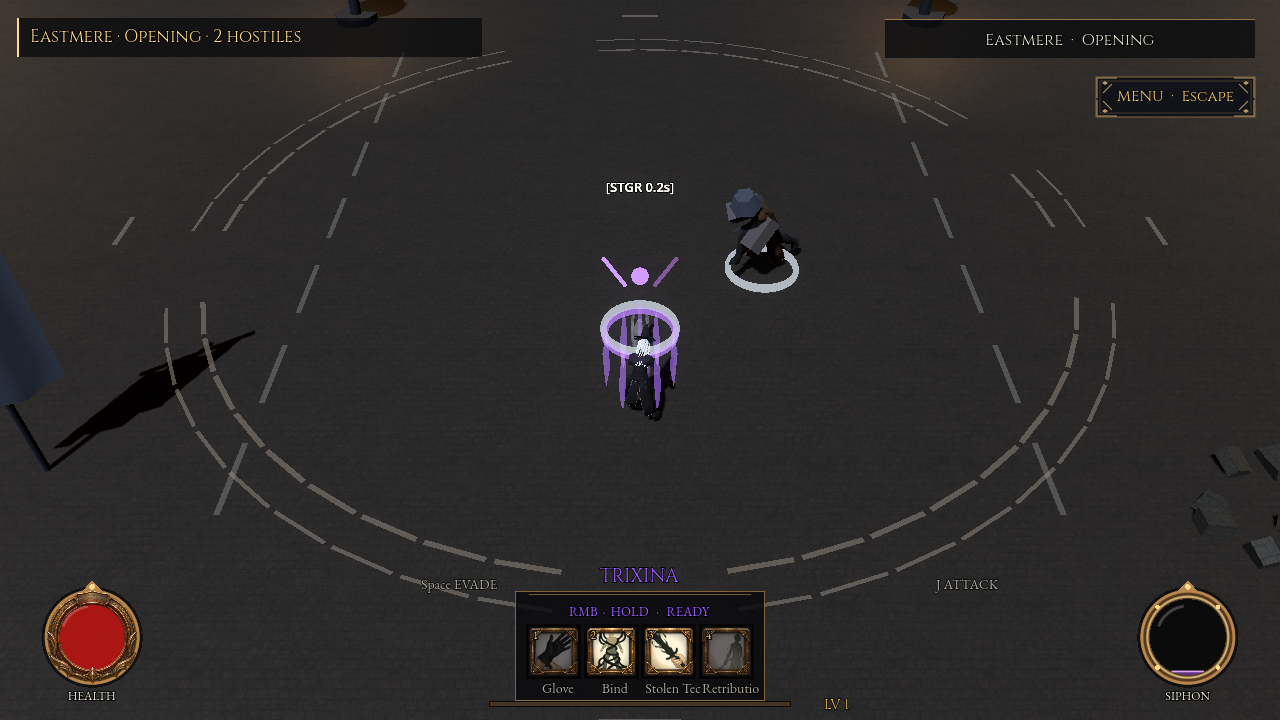 Eastmere · Opening · 2 hostiles
Eastmere · Opening
MENU · Escape
[STGR 0.2s]
Space EVADE
TRIXINA
J ATTACK
RMB · HOLD · READY
1 2 3 4
Glove Bind Stolen Tec Retributio
HEALTH
SIPHON
LV 1